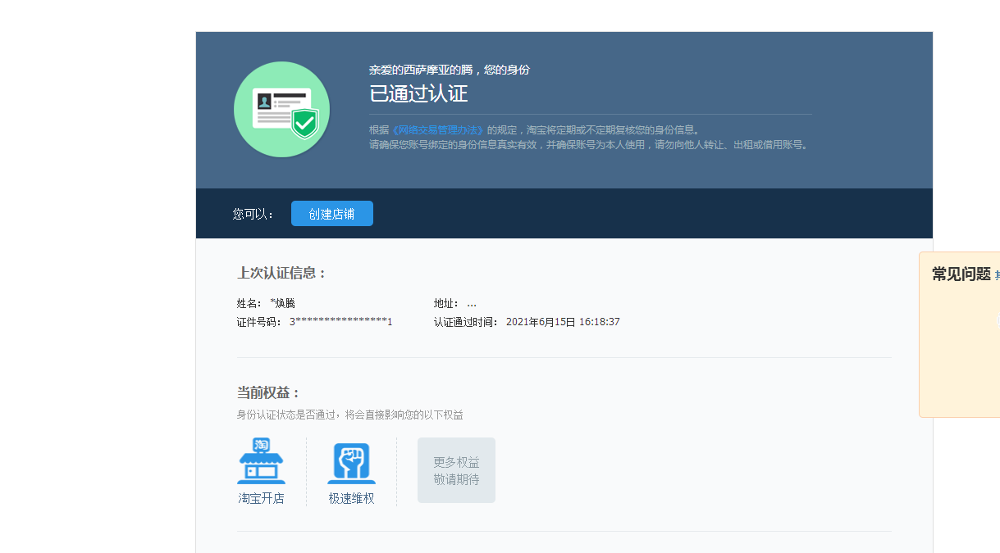 亲爱的西萨摩亚的腾，您的身份
已通过认证
根据《网络交易管理办法》的规定，淘宝将定期或不定期复核您的身份信息。
请确保您账号绑定的身份信息真实有效，并确保账号为本人使用，请勿向他人转让、出租或借用账号。
您可以：
创建店铺
上次认证信息：
常见问题
姓名： *焕腾
地址： ...
证件号码： 3****************1
认证通过时间： 2021年6月15日 16:18:37
当前权益：
身份认证状态是否通过，将会直接影响您的以下权益
淘
更多权益
敬请期待
淘宝开店
极速维权